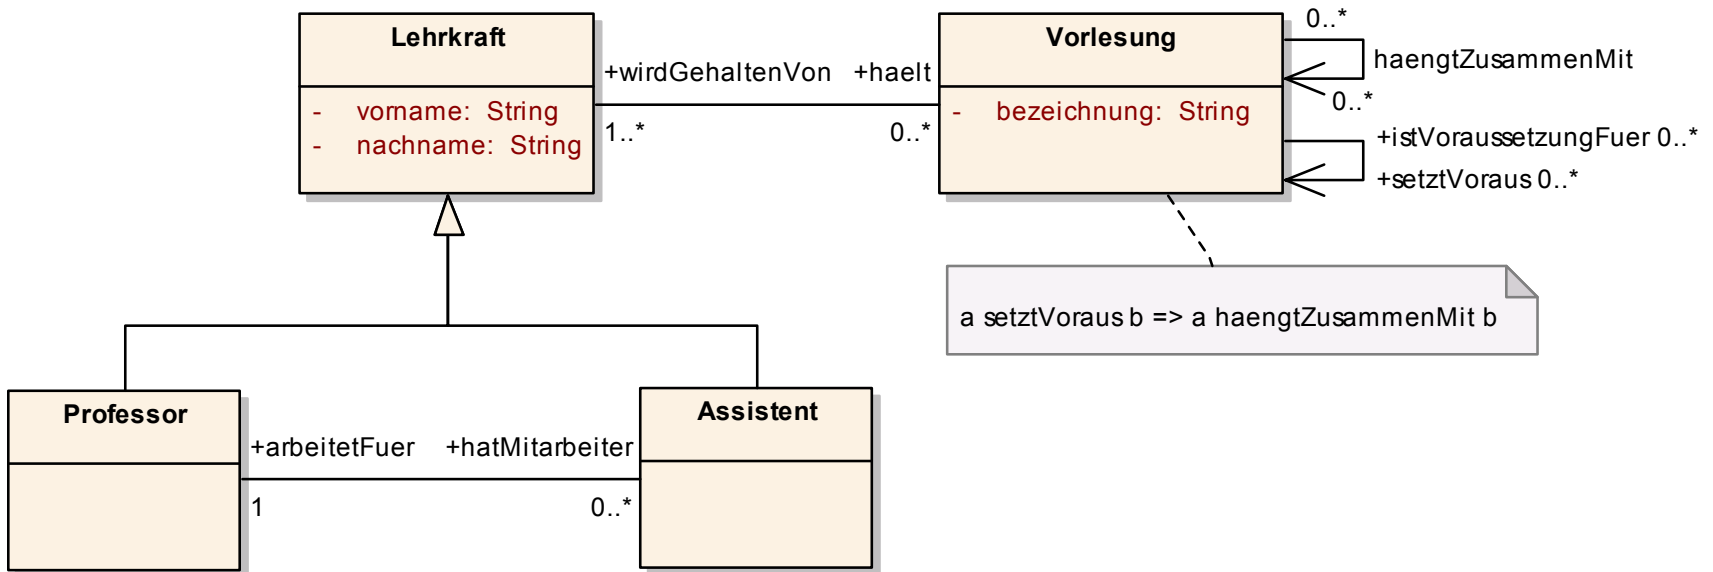 Lehrkraft
- vorname: String
- nachname: String
+wirdGehaltenVon +haelt
1..* 0..*
Vorlesung
- bezeichnung: String
0..*
haengtZusammenMit
0..*
+istVoraussetzungFuer 0..*
+setztVoraus 0..*
a setztVoraus b => a haengtZusammenMit b
Professor
+arbeitetFuer +hatMitarbeiter
1 0..*
Assistent